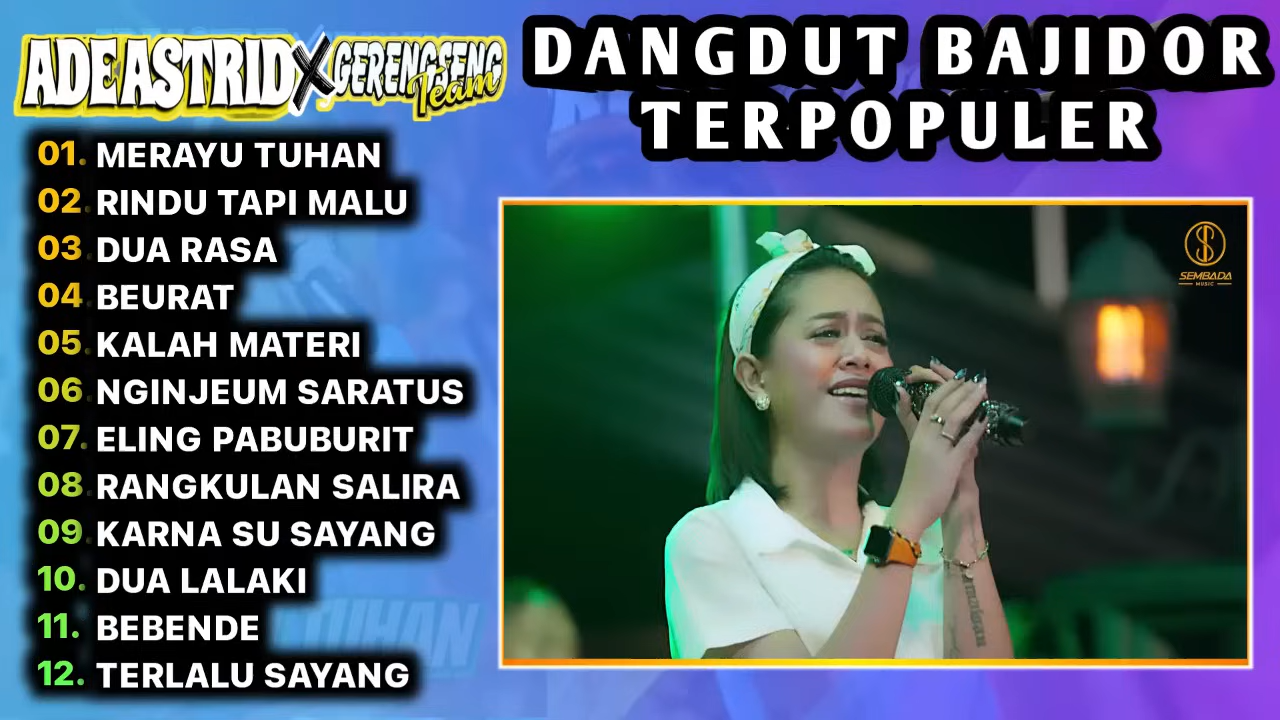 ADE ASTRID X GERENGSENG Team
DANGDUT BAJIDOR
TERPOPULER
01. MERAYU TUHAN
02. RINDU TAPI MALU
03. DUA RASA
04. BEURAT
05. KALAH MATERI
06. NGINJEUM SARATUS
07. ELING PABUBURIT
08. RANGKULAN SALIRA
09. KARNA SU SAYANG
10. DUA LALAKI
11. BEBENDE
12. TERLALU SAYANG
SEMBADA
MUSIC
TUHAN